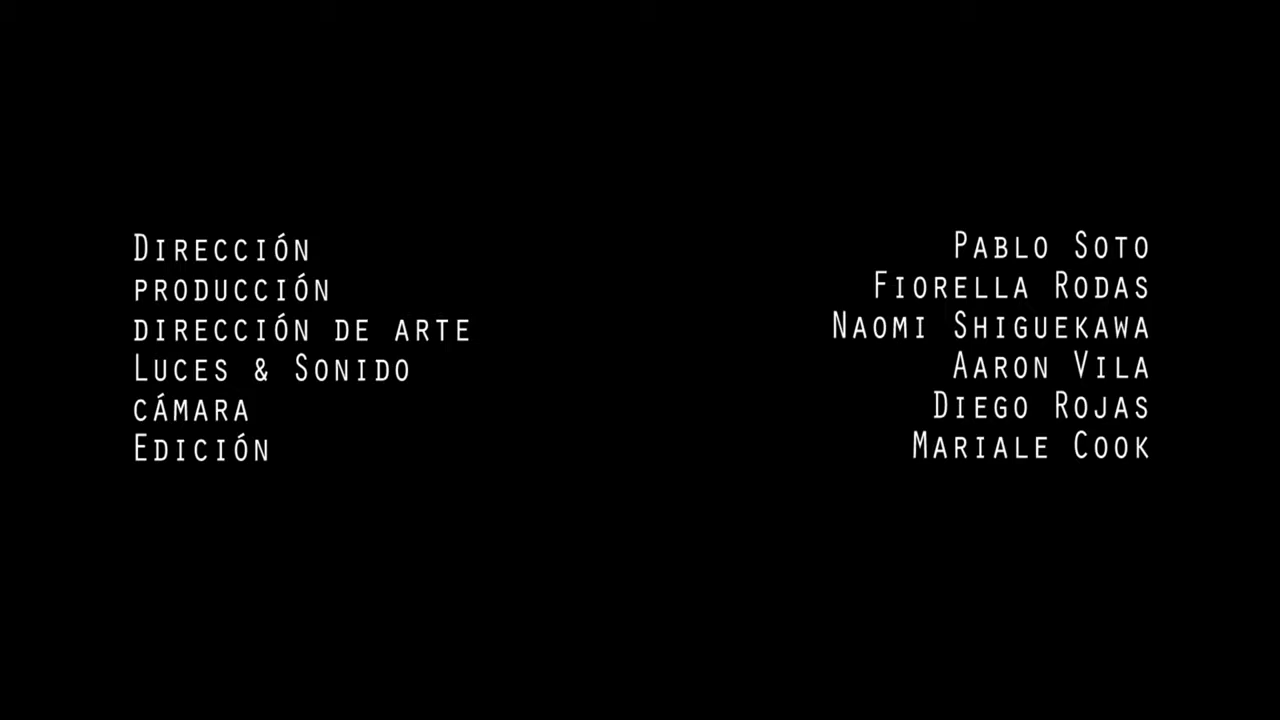 Dirección Pablo Soto
producción Fiorella Rodas
dirección de arte Naomi Shiguekawa
Luces & Sonido Aaron Vila
cámara Diego Rojas
Edición Mariale Cook